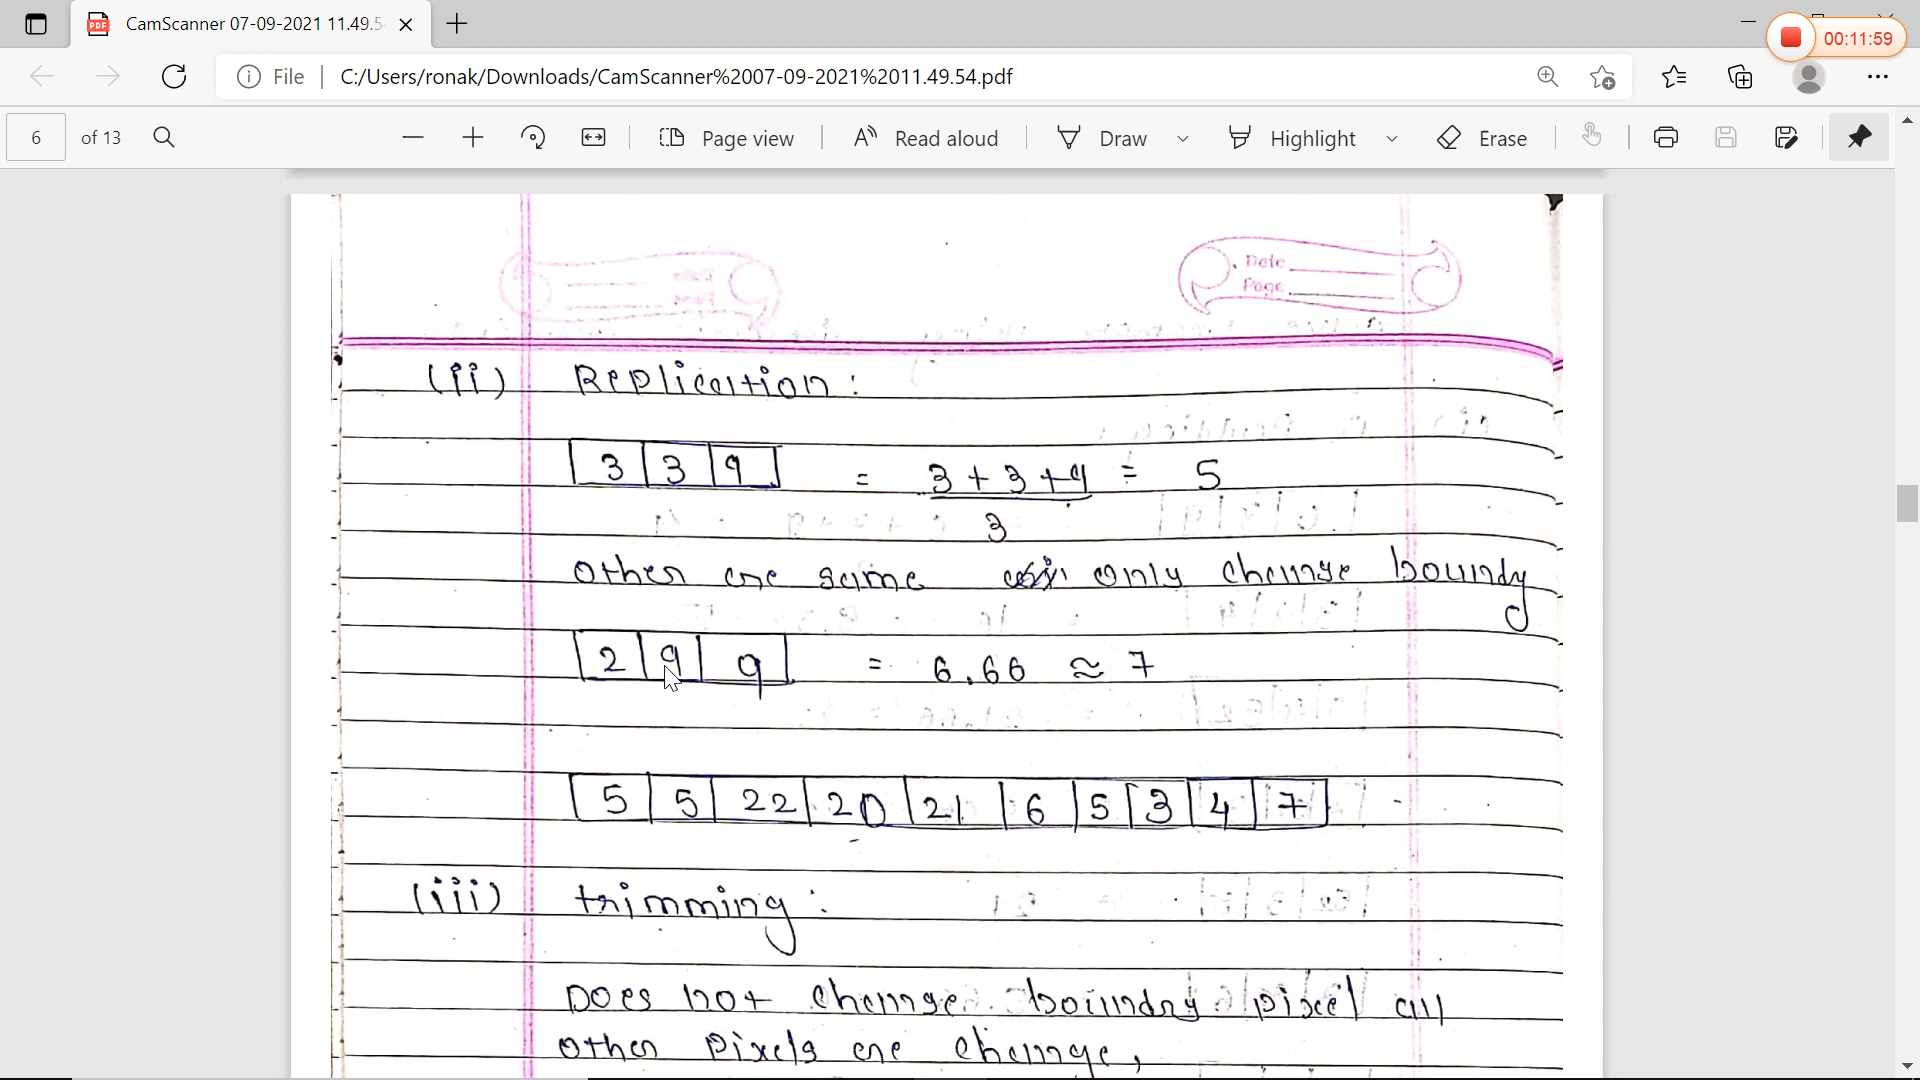 CamScanner 07-09-2021 11.49.5
00:11:59
File
C:/Users/ronak/Downloads/CamScanner%2007-09-2021%2011.49.54.pdf
6 of 13
Page view
Read aloud
Draw
Highlight
Erase
Date
Page
(ii) Replication:
3 3 9 = 3 + 3 + 9 = 5
3
other are same only change boundy
2 9 9 = 6.66 ≈ 7
5 5 22 20 21 6 5 3 4 7
(iii) trimming:
Does not change boundry pixel all
other pixels are change,